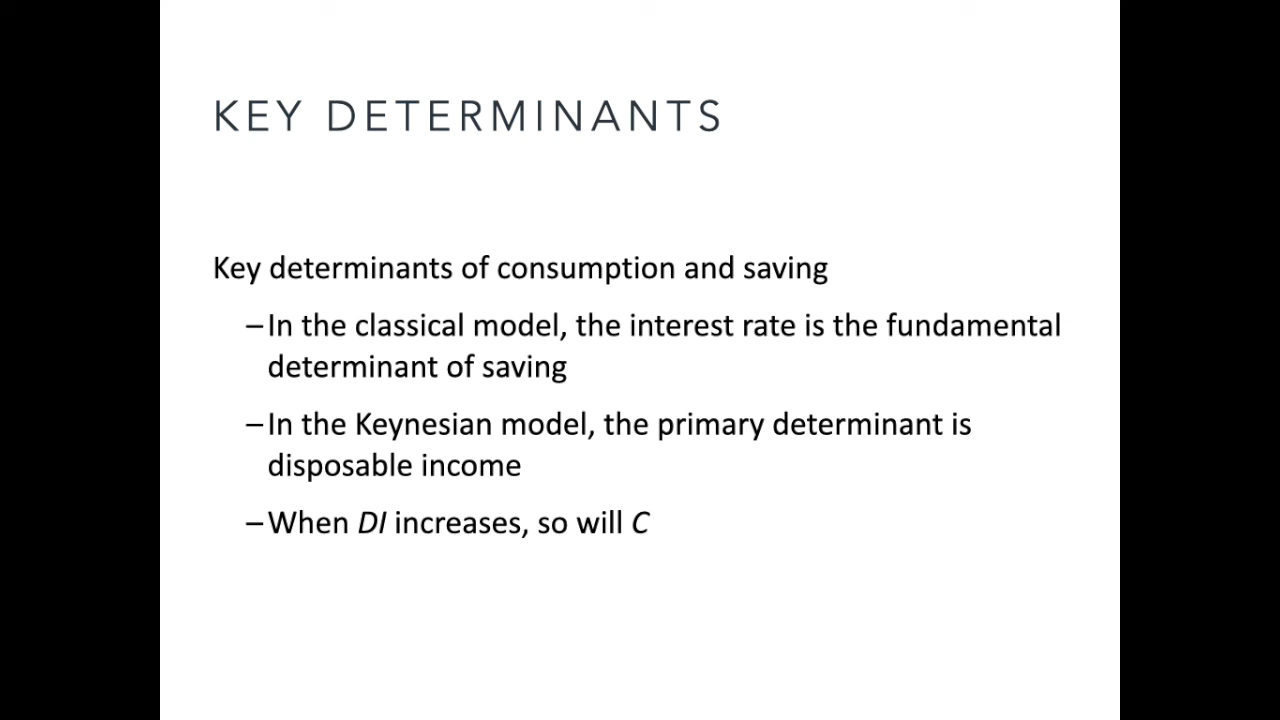 KEY DETERMINANTS
Key determinants of consumption and saving
–In the classical model, the interest rate is the fundamental
determinant of saving
–In the Keynesian model, the primary determinant is
disposable income
–When DI increases, so will C